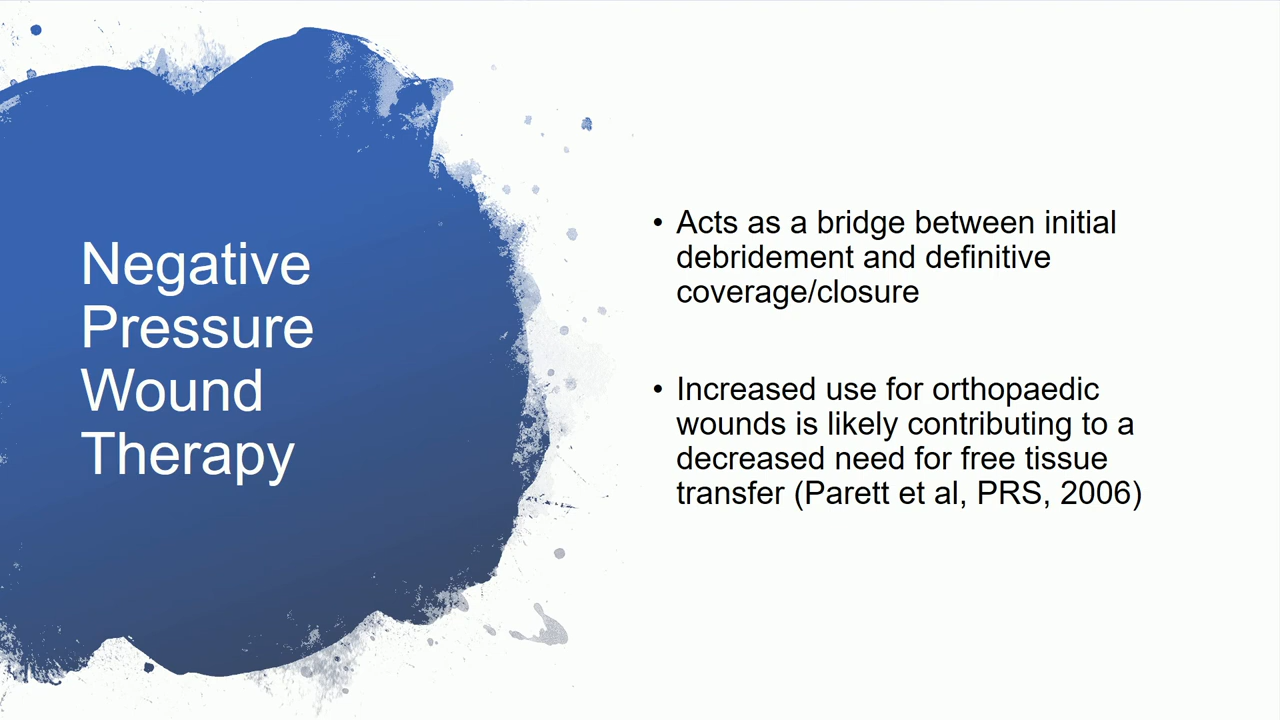 Negative
Pressure
Wound
Therapy
• Acts as a bridge between initial
debridement and definitive
coverage/closure
• Increased use for orthopaedic
wounds is likely contributing to a
decreased need for free tissue
transfer (Parett et al, PRS, 2006)